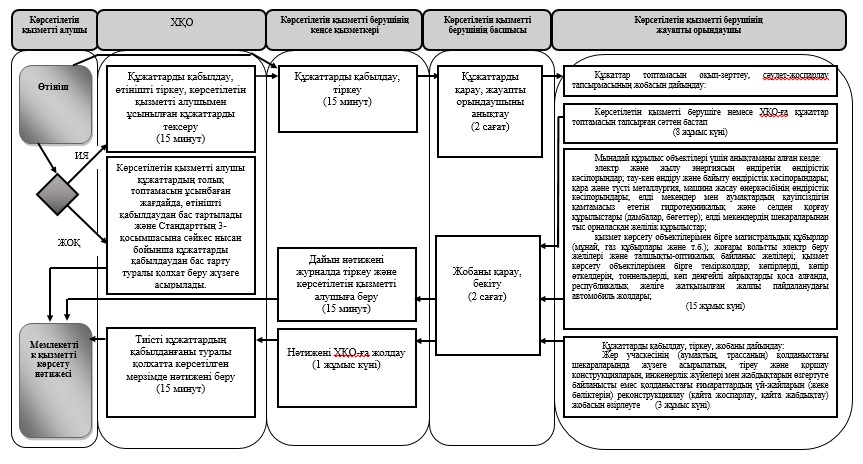 Көрсетілетін
қызметті алушы
ХҚО
Көрсетілетін қызметті берушінің
кеңсе қызметкері
Көрсетілетін қызметті
берушінің басшысы
Көрсетілетін қызметті берушінің
жауапты орындаушы
Өтініш
ИЯ
ЖОҚ
Мемлекетті
к қызметті
көрсету
нәтижесі
Құжаттарды қабылдау,
өтінішті тіркеу, көрсетілетін
қызметті алушымен
ұсынылған құжаттарды
тексеру
(15 минут)
Көрсетілетін қызметті алушы
құжаттардың толық
топтамасын ұсынбаған
жағдайда, өтінішті
қабылдаудан бас тартылады
және Стандарттың 3-
қосымшасына сәйкес нысан
бойынша құжаттарды
қабылдаудан бас тарту
туралы қолхат беру жүзеге
асырылады.
Тиісті құжаттардың
қабылданғаны туралы
қолхатта көрсетілген
мерзімде нәтижені беру
(15 минут)
Құжаттарды қабылдау,
тіркеу
(15 минут)
Дайын нәтижені
журналда тіркеу және
көрсетілетін қызметті
алушыға беру
(15 минут)
Нәтижені ХҚО-ға жолдау
(1 жұмыс күні)
Құжаттарды
қарау, жауапты
орындаушыны
анықтау
(2 сағат)
Жобаны қарау,
бекіту
(2 сағат)
Құжаттар топтамасын оқып-зерттеу, сәулет-жоспарлау
тапсырмасының жобасын дайындау:
Көрсетілетін қызметті берушіге немесе ХҚО-ға құжаттар
топтамасын тапсырған сәттен бастап
(8 жұмыс күні)
Мынадай құрылыс объектілері үшін анықтаманы алған кезде:
электр және жылу энергиясын өндіретін өндірістік
кәсіпорындар; тау-кен өндіру және байыту өндірістік кәсіпорындары;
қара және түсті металлургия, машина жасау өнеркәсібінің өндірістік
кәсіпорындары, елді мекендер мен аумақтардың қауіпсіздігін
қамтамасыз ететін гидротехникалық және селден қорғау
құрылыстары (дамбалар, бөгеттер); елді мекендердің шекараларынан
тыс орналасқан желілік құрылыстар;
қызмет көрсету объектілерімен бірге магистральдық құбырлар
(мұнай, газ құбырлары және т.б.); жоғары вольтты электр беру
желілері және талшықты-оптикалық байланыс желілері; қызмет
көрсету объектілерімен бірге теміржолдар; көпірлерді, көпір
өткелдерін, тоннельдерді, көп деңгейлі айрықтарды қоса алғанда,
республикалық желіге жатқызылған жалпы пайдаланудағы
автомобиль жолдары;
(15 жұмыс күні)
Құжаттарды қабылдау, тіркеу, жобаны дайындау:
Жер учаскесінің (аумақтың, трассаның) қолданыстағы
шекараларында жүзеге асырылатын, тіреу және қоршау
конструкцияларын, инженерлік жүйелері мен жабдықтарын өзгертуге
байланысты емес қолданыстағы ғимараттардың үй-жайларын (жеке
бөліктерін) реконструкциялау (қайта жоспарлау, қайта жабдықтау)
жобасын әзірлеуге (3 жұмыс күні)